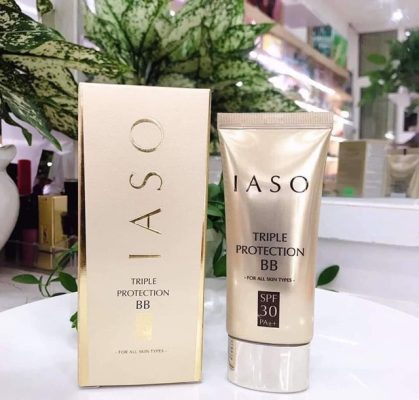 IASO
TRIPLE
PROTECTION
BB
- FOR ALL SKIN TYPES -
IASO
TRIPLE
PROTECTION
BB
- FOR ALL SKIN TYPES -
SPF
30
PA++